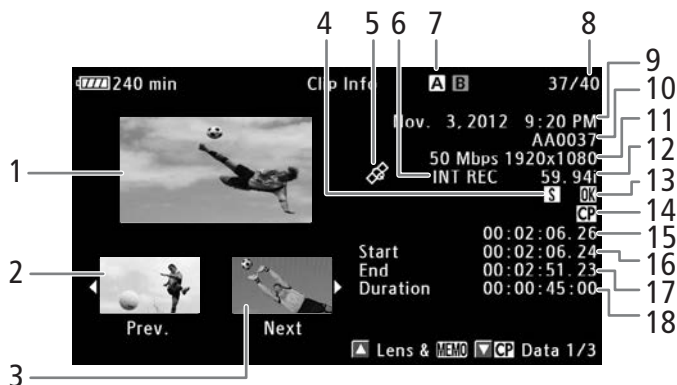 4 5 6 7 8
240 min Clip Info A B 37/40
9
Nov. 3, 2012 9:20 PM
10
AA0037
11
50 Mbps 1920x1080
12
INT REC 59.94i
13
S OK
14
CP
15
00:02:06.26
16
Start 00:02:06.24
17
End 00:02:51.23
18
Duration 00:00:45:00
1
2
3
Prev. Next
Lens & MEMO CP Data 1/3